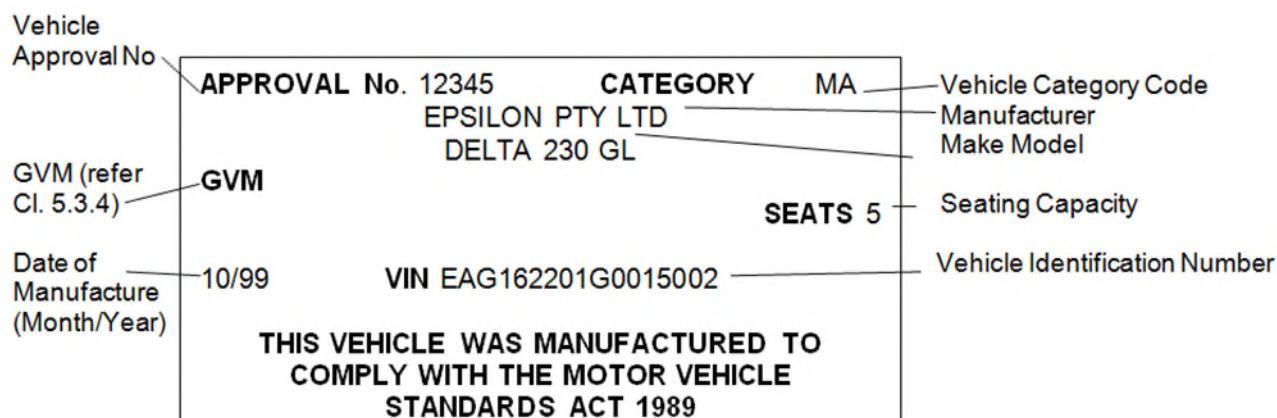 Vehicle
Approval No
APPROVAL No. 12345 CATEGORY MA
Vehicle Category Code
EPSILON PTY LTD
Manufacturer
DELTA 230 GL
Make Model
GVM (refer
Cl. 5.3.4)
GVM
SEATS 5
Seating Capacity
Date of
Manufacture
(Month/Year)
10/99 VIN EAG162201G0015002
Vehicle Identification Number
THIS VEHICLE WAS MANUFACTURED TO
COMPLY WITH THE MOTOR VEHICLE
STANDARDS ACT 1989